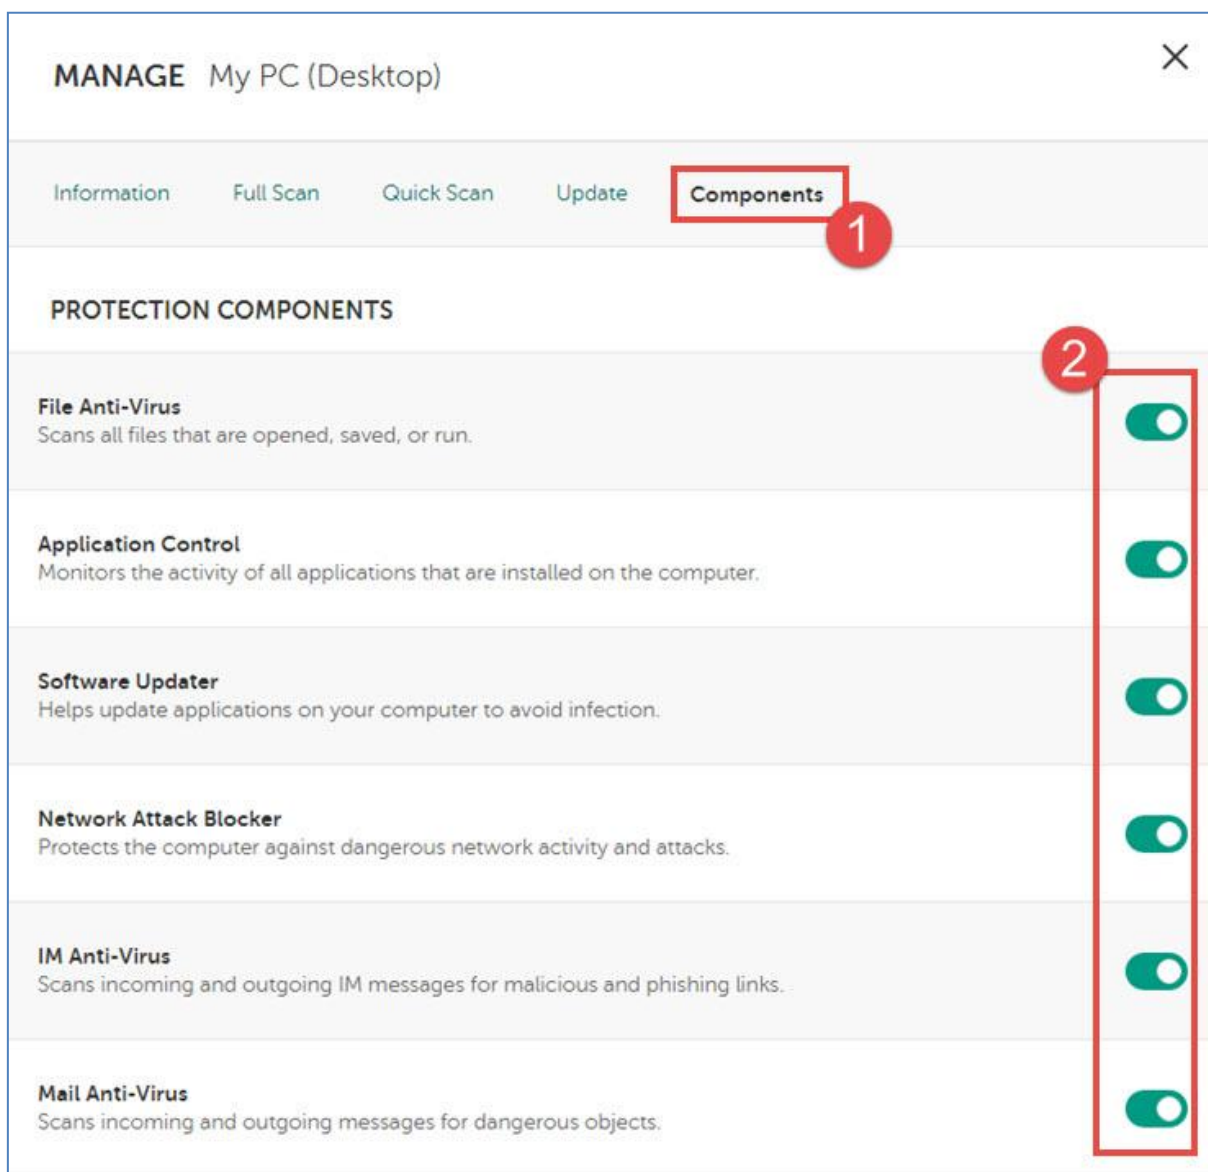 MANAGE My PC (Desktop)
Information Full Scan Quick Scan Update Components
1
PROTECTION COMPONENTS
2
File Anti-Virus
Scans all files that are opened, saved, or run.
Application Control
Monitors the activity of all applications that are installed on the computer.
Software Updater
Helps update applications on your computer to avoid infection.
Network Attack Blocker
Protects the computer against dangerous network activity and attacks.
IM Anti-Virus
Scans incoming and outgoing IM messages for malicious and phishing links.
Mail Anti-Virus
Scans incoming and outgoing messages for dangerous objects.